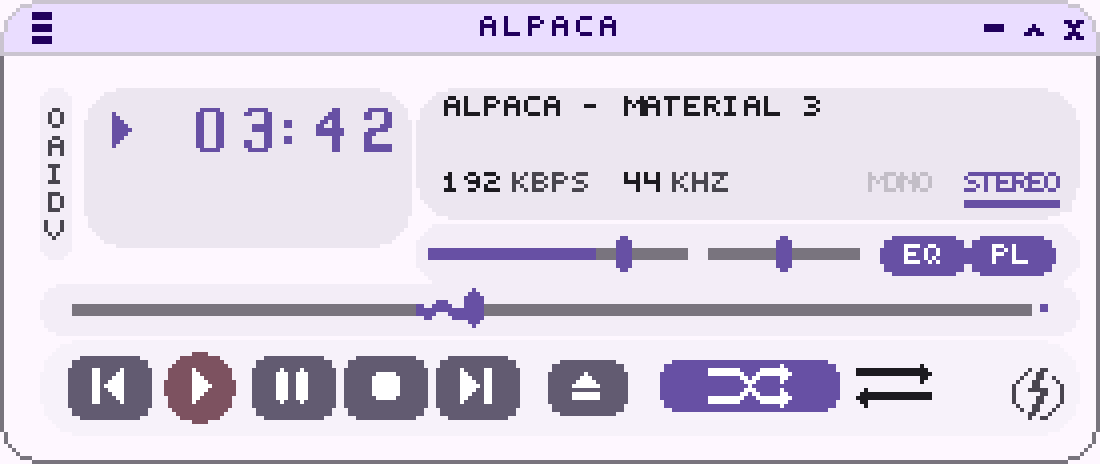 ALPACA
O
A
I
D
V
03:42
ALPACA - MATERIAL 3
192 KBPS 44 KHZ MONO STEREO
EQ PL